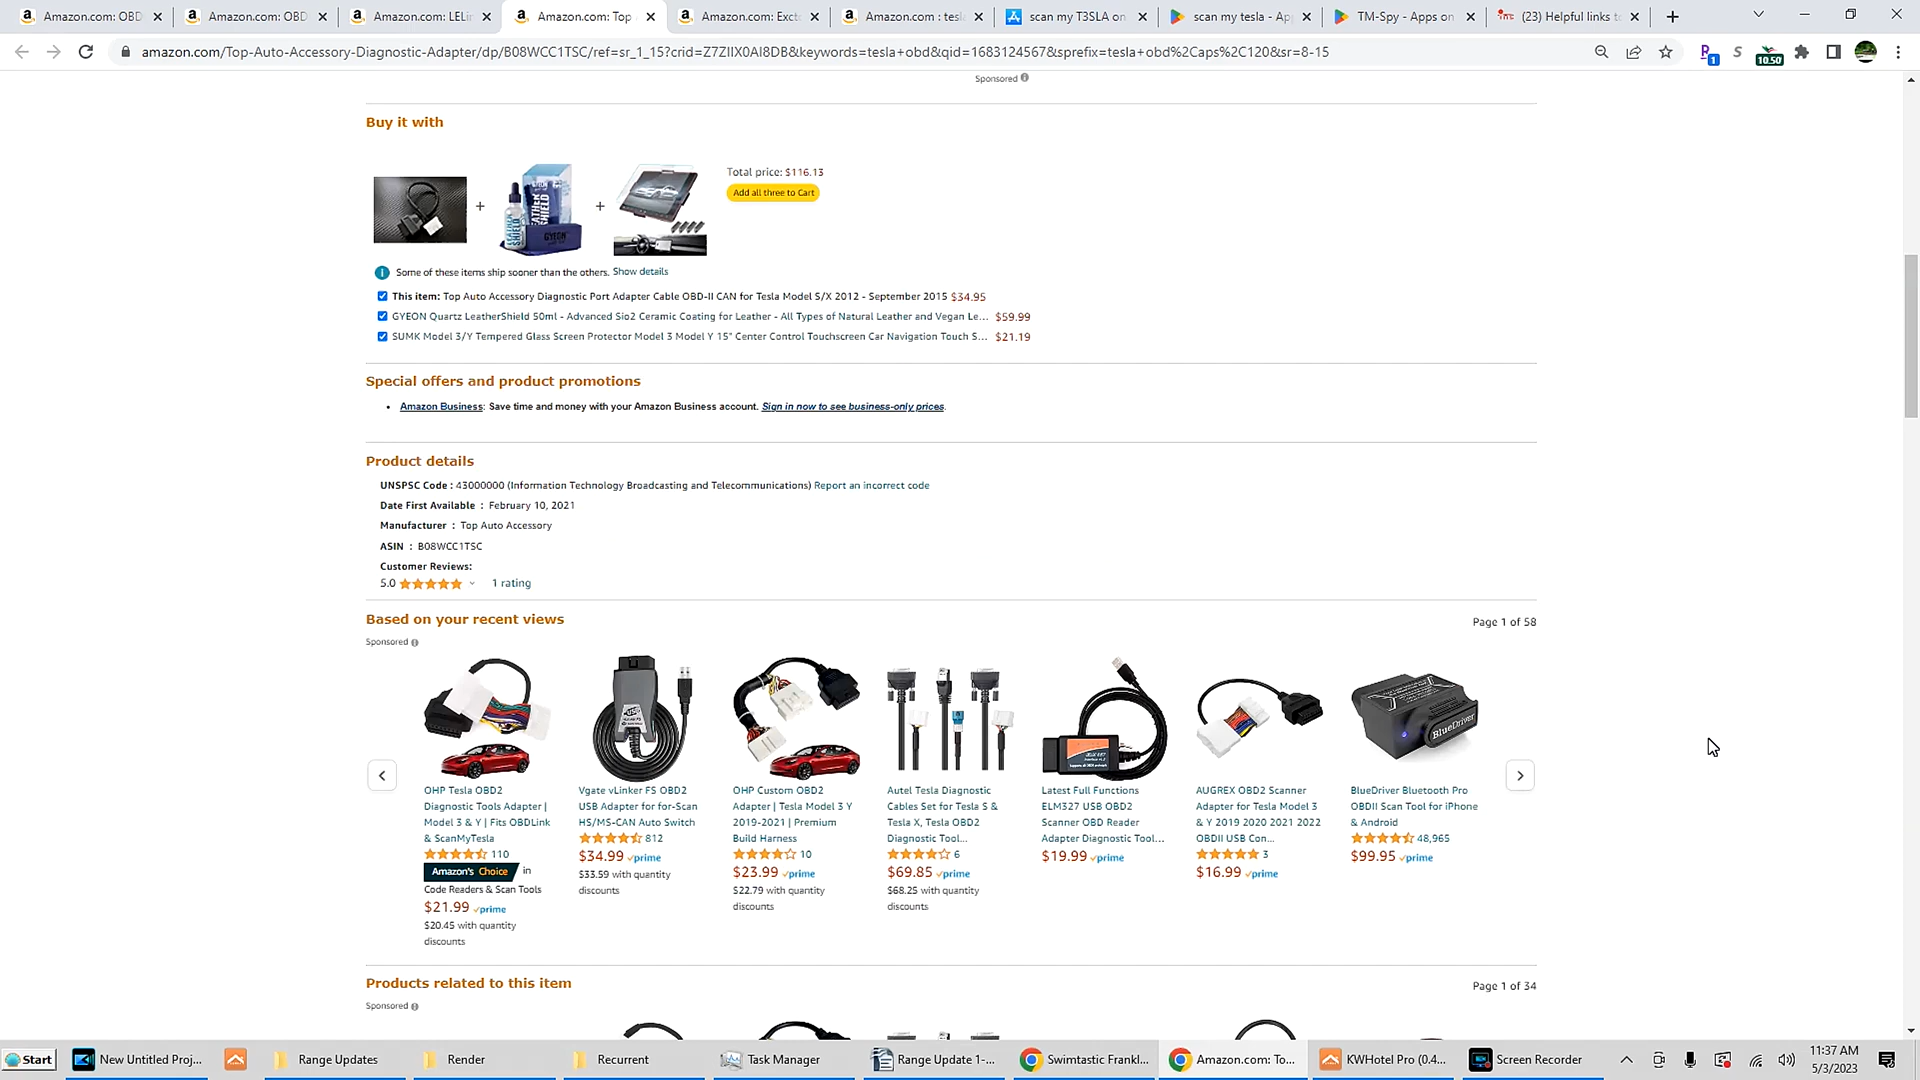 Amazon.com: OBD
Amazon.com: OBD
Amazon.com: LELi
Amazon.com: Top
Amazon.com: Exct
Amazon.com : tesl
scan my T3SLA on
scan my tesla - Ap
TM-Spy - Apps on
(23) Helpful links t
amazon.com/Top-Auto-Accessory-Diagnostic-Adapter/dp/B08WCC1TSC/ref=sr_1_15?crid=Z7ZIIX0AI8DB&keywords=tesla+obd&qid=1683124567&sprefix=tesla+obd%2Caps%2C120&sr=8-15
1
10.50
Sponsored
Buy it with
Total price: $116.13
Add all three to Cart
Some of these items ship sooner than the others. Show details
This item: Top Auto Accessory Diagnostic Port Adapter Cable OBD-II CAN for Tesla Model S/X 2012 - September 2015 $34.95
GYEON Quartz LeatherShield 50ml - Advanced Sio2 Ceramic Coating for Leather - All Types of Natural Leather and Vegan Le... $59.99
SUMK Model 3/Y Tempered Glass Screen Protector Model 3 Model Y 15" Center Control Touchscreen Car Navigation Touch S... $21.19
Special offers and product promotions
• Amazon Business: Save time and money with your Amazon Business account. Sign in now to see business-only prices.
Product details
UNSPSC Code : 43000000 (Information Technology Broadcasting and Telecommunications) Report an incorrect code
Date First Available : February 10, 2021
Manufacturer : Top Auto Accessory
ASIN : B08WCC1TSC
Customer Reviews:
5.0 1 rating
Based on your recent views
Page 1 of 58
Sponsored
OHP Tesla OBD2
Diagnostic Tools Adapter |
Model 3 & Y | Fits OBDLink
& ScanMyTesla
110
Amazon's Choice in
Code Readers & Scan Tools
$21.99 prime
$20.45 with quantity
discounts
Vgate vLinker FS OBD2
USB Adapter for for-Scan
HS/MS-CAN Auto Switch
812
$34.99 prime
$33.59 with quantity
discounts
OHP Custom OBD2
Adapter | Tesla Model 3 Y
2019-2021 | Premium
Build Harness
10
$23.99 prime
$22.79 with quantity
discounts
Autel Tesla Diagnostic
Cables Set for Tesla S &
Tesla X, Tesla OBD2
Diagnostic Tool...
6
$69.85 prime
$68.25 with quantity
discounts
Latest Full Functions
ELM327 USB OBD2
Scanner OBD Reader
Adapter Diagnostic Tool...
$19.99 prime
AUGREX OBD2 Scanner
Adapter for Tesla Model 3
& Y 2019 2020 2021 2022
OBDII USB Con...
3
$16.99 prime
BlueDriver
BlueDriver Bluetooth Pro
OBDII Scan Tool for iPhone
& Android
48,965
$99.95 prime
Products related to this item
Page 1 of 34
Sponsored
Start
New Untitled Proj...
Range Updates
Render
Recurrent
Task Manager
Range Update 1-...
Swimtastic Frankl...
Amazon.com: To...
KWHotel Pro (0.4...
Screen Recorder
11:37 AM
5/3/2023